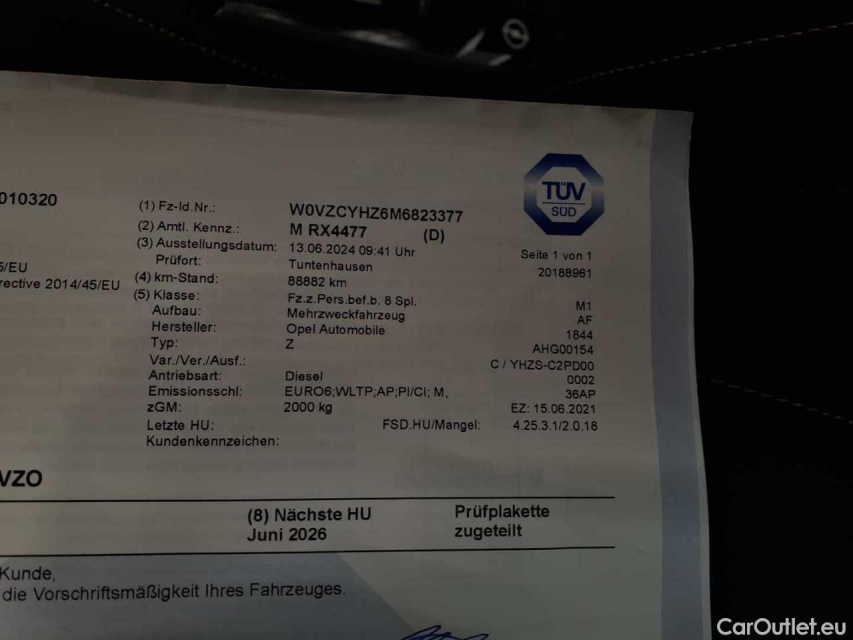 TÜV
SÜD
010320
(1) Fz-Id.Nr.: W0VZCYHZ6M6823377
(2) Amtl. Kennz.: M RX4477 (D)
(3) Ausstellungsdatum: 13.06.2024 09:41 Uhr Seite 1 von 1
Prüfort: Tuntenhausen 20188961
5/EU
rective 2014/45/EU (4) km-Stand: 88882 km
(5) Klasse: Fz.z.Pers.bef.b. 8 Spl. M1
Aufbau: Mehrzweckfahrzeug AF
Hersteller: Opel Automobile 1844
Typ: Z AHG00154
Var./Ver./Ausf.: C / YHZS-C2PD00
Antriebsart: Diesel 0002
Emissionsschl: EURO6;WLTP;AP;PI/CI; M, 36AP
zGM: 2000 kg EZ: 15.06.2021
Letzte HU: FSD.HU/Mangel: 4.25.3.1/2.0.18
Kundenkennzeichen:
VZO
(8) Nächste HU Prüfplakette
Juni 2026 zugeteilt
Kunde,
die Vorschriftsmäßigkeit Ihres Fahrzeuges.
CarOutlet.eu